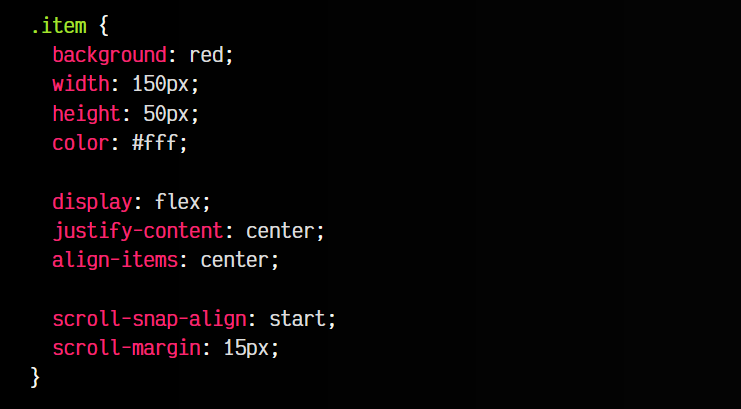 .item {
  background: red;
  width: 150px;
  height: 50px;
  color: #fff;

  display: flex;
  justify-content: center;
  align-items: center;

  scroll-snap-align: start;
  scroll-margin: 15px;
}